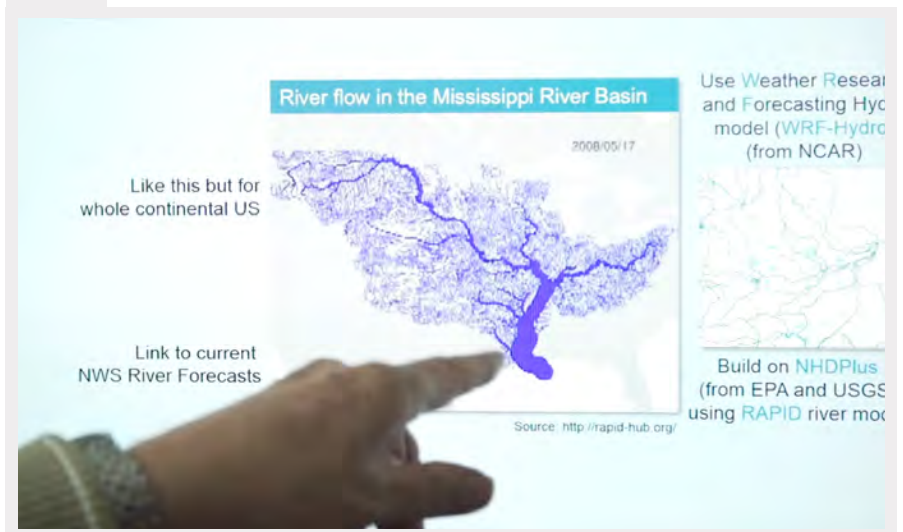 River flow in the Mississippi River Basin
2008/05/17
Like this but for
whole continental US
Link to current
NWS River Forecasts
Source: http://rapid-hub.org/
Use Weather Resear
and Forecasting Hyd
model (WRF-Hydro
(from NCAR)
Build on NHDPlus
(from EPA and USGS
using RAPID river mod